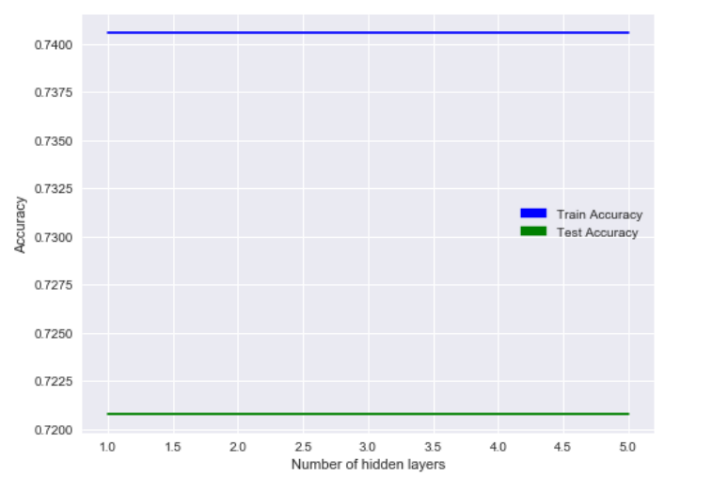 0.7400
0.7375
0.7350
0.7325
0.7300
0.7275
0.7250
0.7225
0.7200
Accuracy
Train Accuracy
Test Accuracy
1.0 1.5 2.0 2.5 3.0 3.5 4.0 4.5 5.0
Number of hidden layers